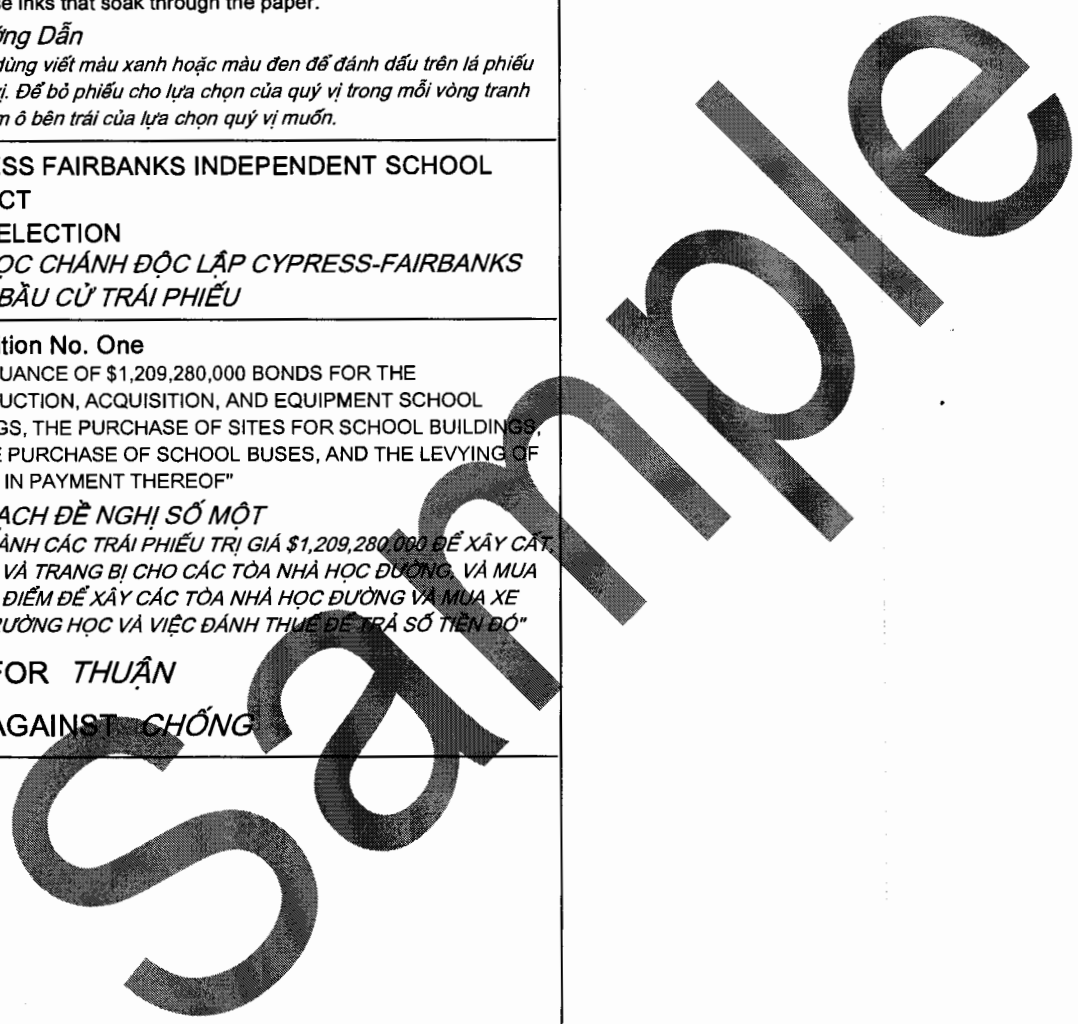 se inks that soak through the paper.
ớng Dẫn
dùng viết màu xanh hoặc màu đen để đánh dấu trên lá phiếu
ị. Để bỏ phiếu cho lựa chọn của quý vị trong mỗi vòng tranh
n ô bên trái của lựa chọn quý vị muốn.
ESS FAIRBANKS INDEPENDENT SCHOOL
CT
ELECTION
ỌC CHÁNH ĐỘC LẬP CYPRESS-FAIRBANKS
BẦU CỬ TRÁI PHIẾU
tion No. One
UANCE OF $1,209,280,000 BONDS FOR THE
UCTION, ACQUISITION, AND EQUIPMENT SCHOOL
GS, THE PURCHASE OF SITES FOR SCHOOL BUILDINGS,
E PURCHASE OF SCHOOL BUSES, AND THE LEVYING OF
IN PAYMENT THEREOF"
ẠCH ĐỀ NGHỊ SỐ MỘT
ÀNH CÁC TRÁI PHIẾU TRỊ GIÁ $1,209,280,000 ĐỂ XÂY CẤT,
VÀ TRANG BỊ CHO CÁC TÒA NHÀ HỌC ĐƯỜNG, VÀ MUA
ĐIỂM ĐỂ XÂY CÁC TÒA NHÀ HỌC ĐƯỜNG VÀ MUA XE
RƯỜNG HỌC VÀ VIỆC ĐÁNH THUẾ ĐỂ TRẢ SỐ TIỀN ĐÓ"
FOR THUẬN
AGAINST CHỐNG
Sample